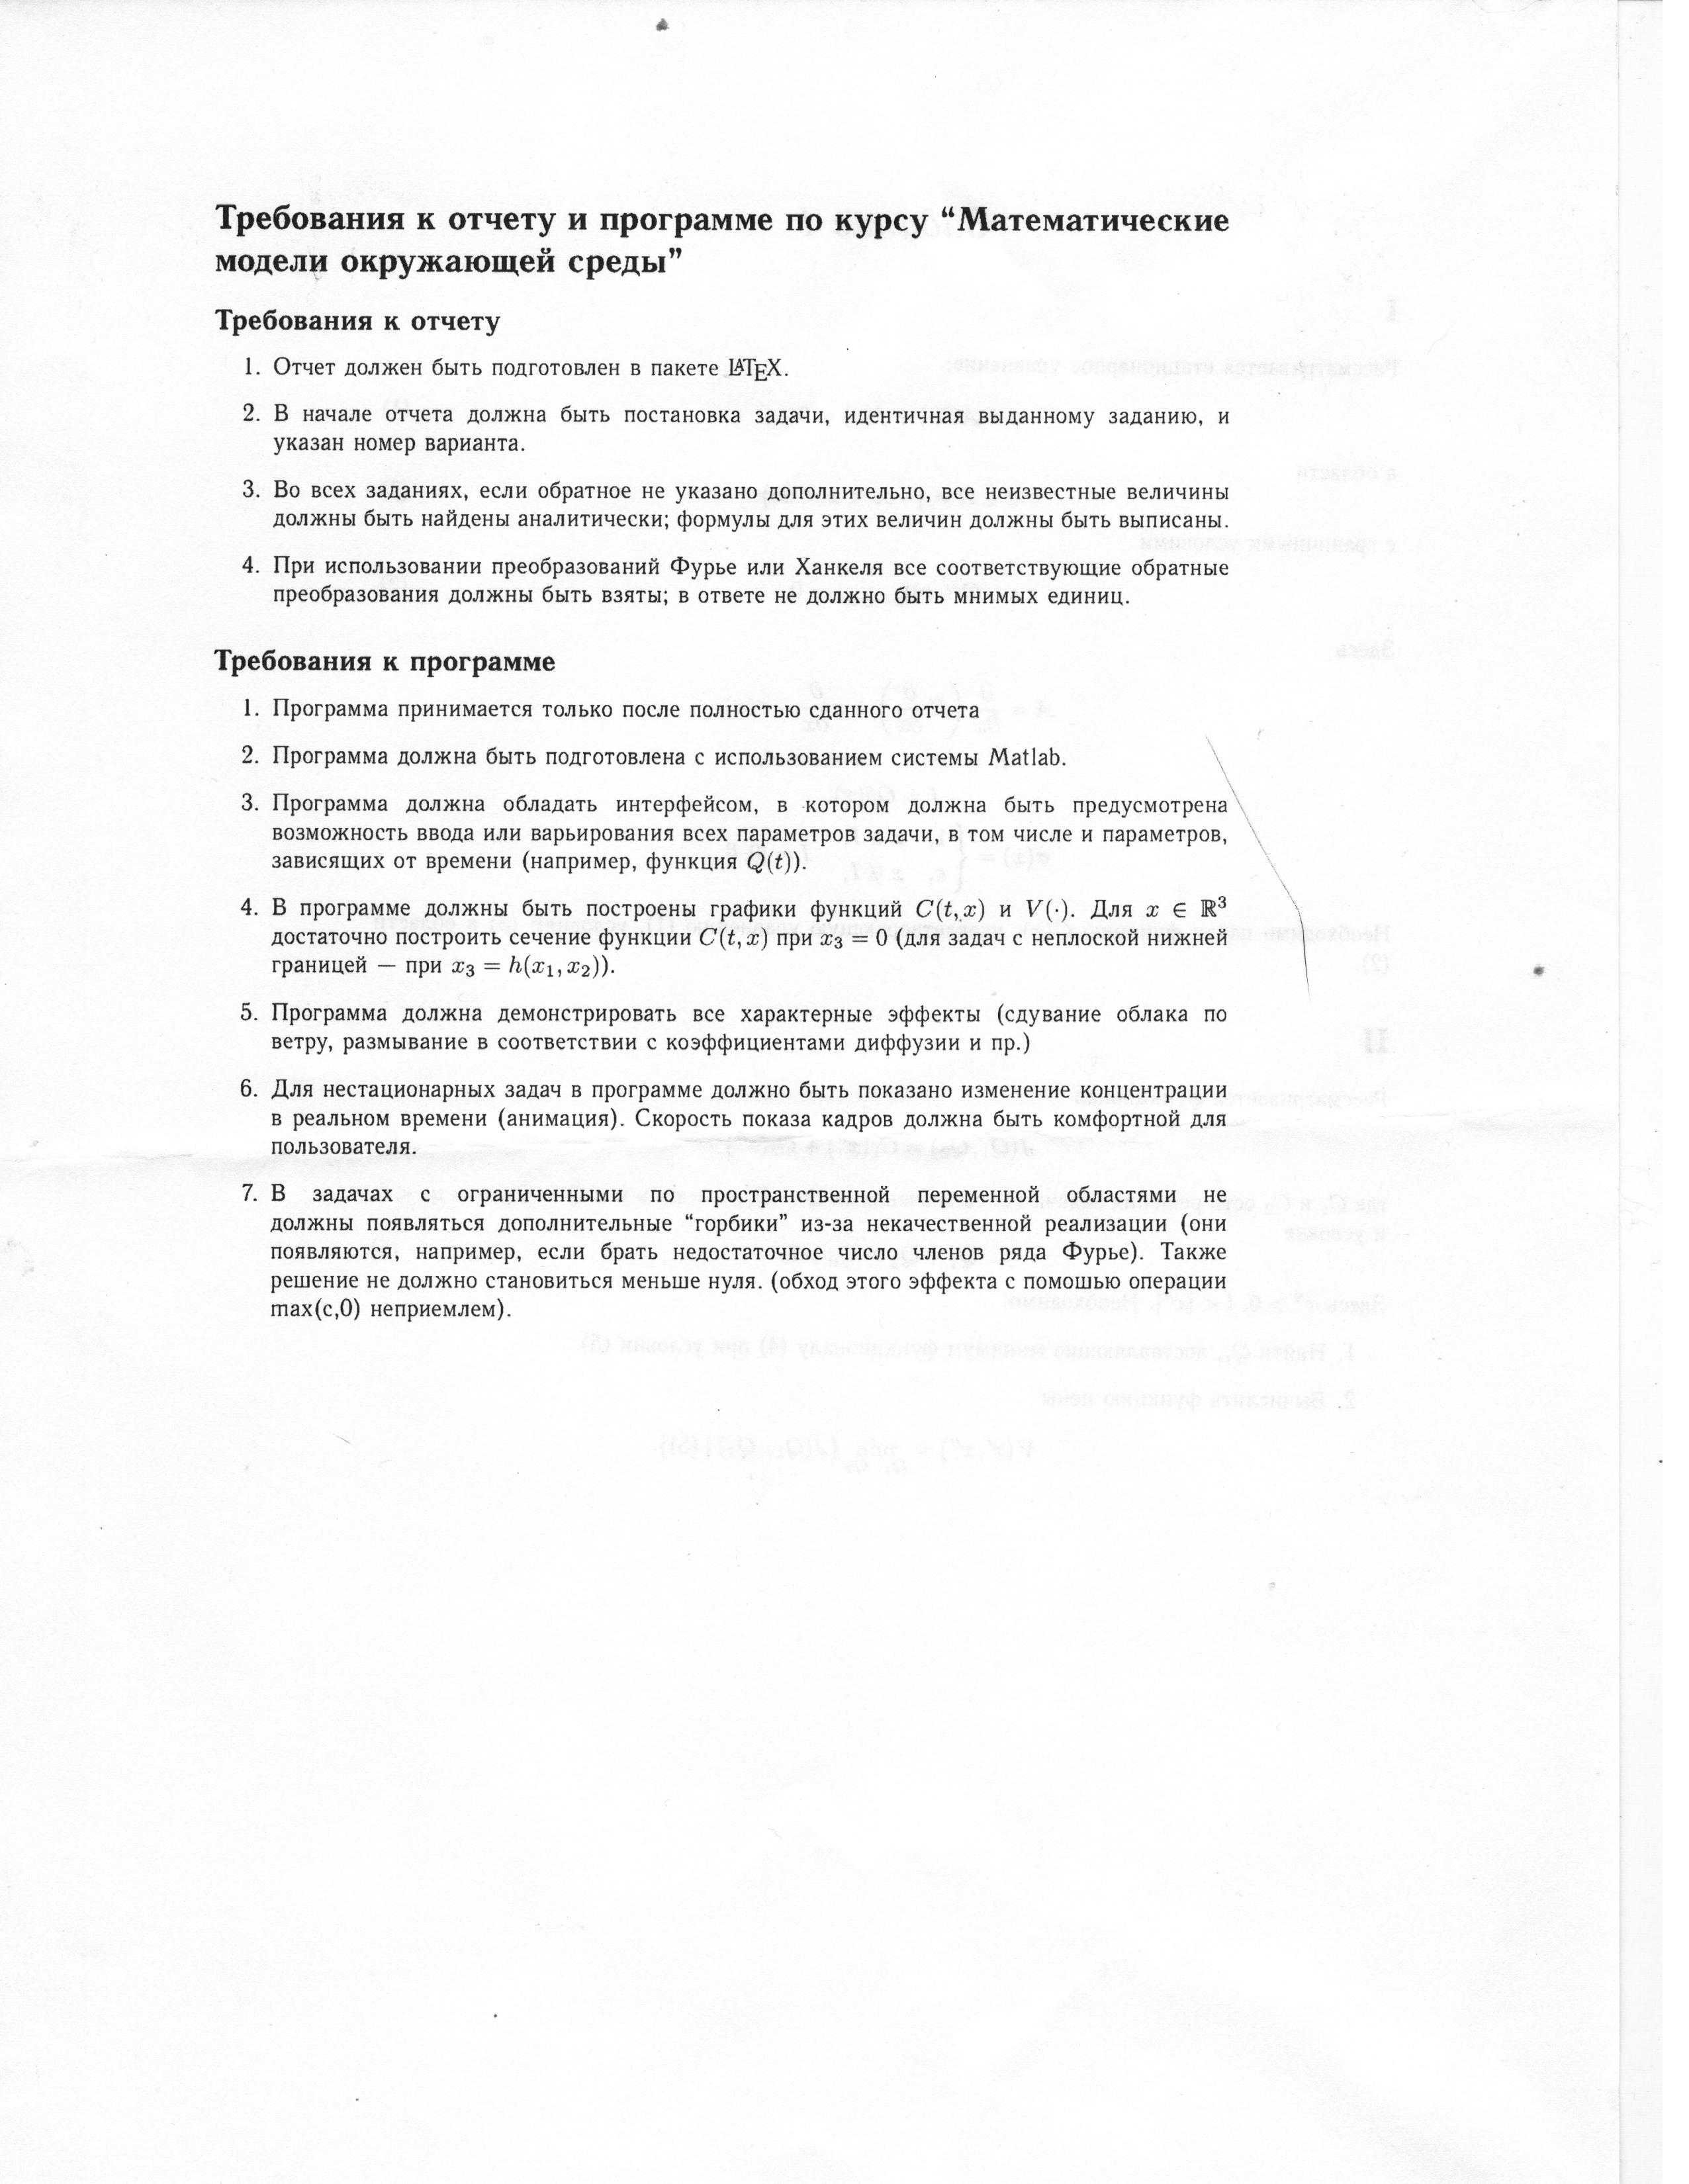 Требования к отчету и программе по курсу “Математические
модели окружающей среды”
Требования к отчету
1. Отчет должен быть подготовлен в пакете LATEX.
2. В начале отчета должна быть постановка задачи, идентичная выданному заданию, и
указан номер варианта.
3. Во всех заданиях, если обратное не указано дополнительно, все неизвестные величины
должны быть найдены аналитически; формулы для этих величин должны быть выписаны.
4. При использовании преобразований Фурье или Ханкеля все соответствующие обратные
преобразования должны быть взяты; в ответе не должно быть мнимых единиц.
Требования к программе
1. Программа принимается только после полностью сданного отчета
2. Программа должна быть подготовлена с использованием системы Matlab.
3. Программа должна обладать интерфейсом, в котором должна быть предусмотрена
возможность ввода или варьирования всех параметров задачи, в том числе и параметров,
зависящих от времени (например, функция Q(t)).
4. В программе должны быть построены графики функций C(t, x) и V(·). Для x ∈ ℝ³
достаточно построить сечение функции C(t, x) при x₃ = 0 (для задач с неплоской нижней
границей — при x₃ = h(x₁, x₂)).
5. Программа должна демонстрировать все характерные эффекты (сдувание облака по
ветру, размывание в соответствии с коэффициентами диффузии и пр.)
6. Для нестационарных задач в программе должно быть показано изменение концентрации
в реальном времени (анимация). Скорость показа кадров должна быть комфортной для
пользователя.
7. В задачах с ограниченными по пространственной переменной областями не
должны появляться дополнительные “горбики” из-за некачественной реализации (они
появляются, например, если брать недостаточное число членов ряда Фурье). Также
решение не должно становиться меньше нуля. (обход этого эффекта с помошью операции
max(c,0) неприемлем).